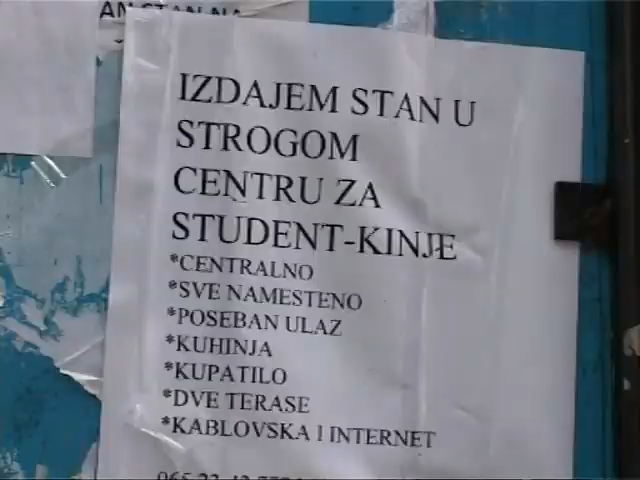 IZDAJEM STAN U
STROGOM
CENTRU ZA
STUDENT-KINJE
*CENTRALNO
*SVE NAMESTENO
*POSEBAN ULAZ
*KUHINJA
*KUPATILO
*DVE TERASE
*KABLOVSKA I INTERNET